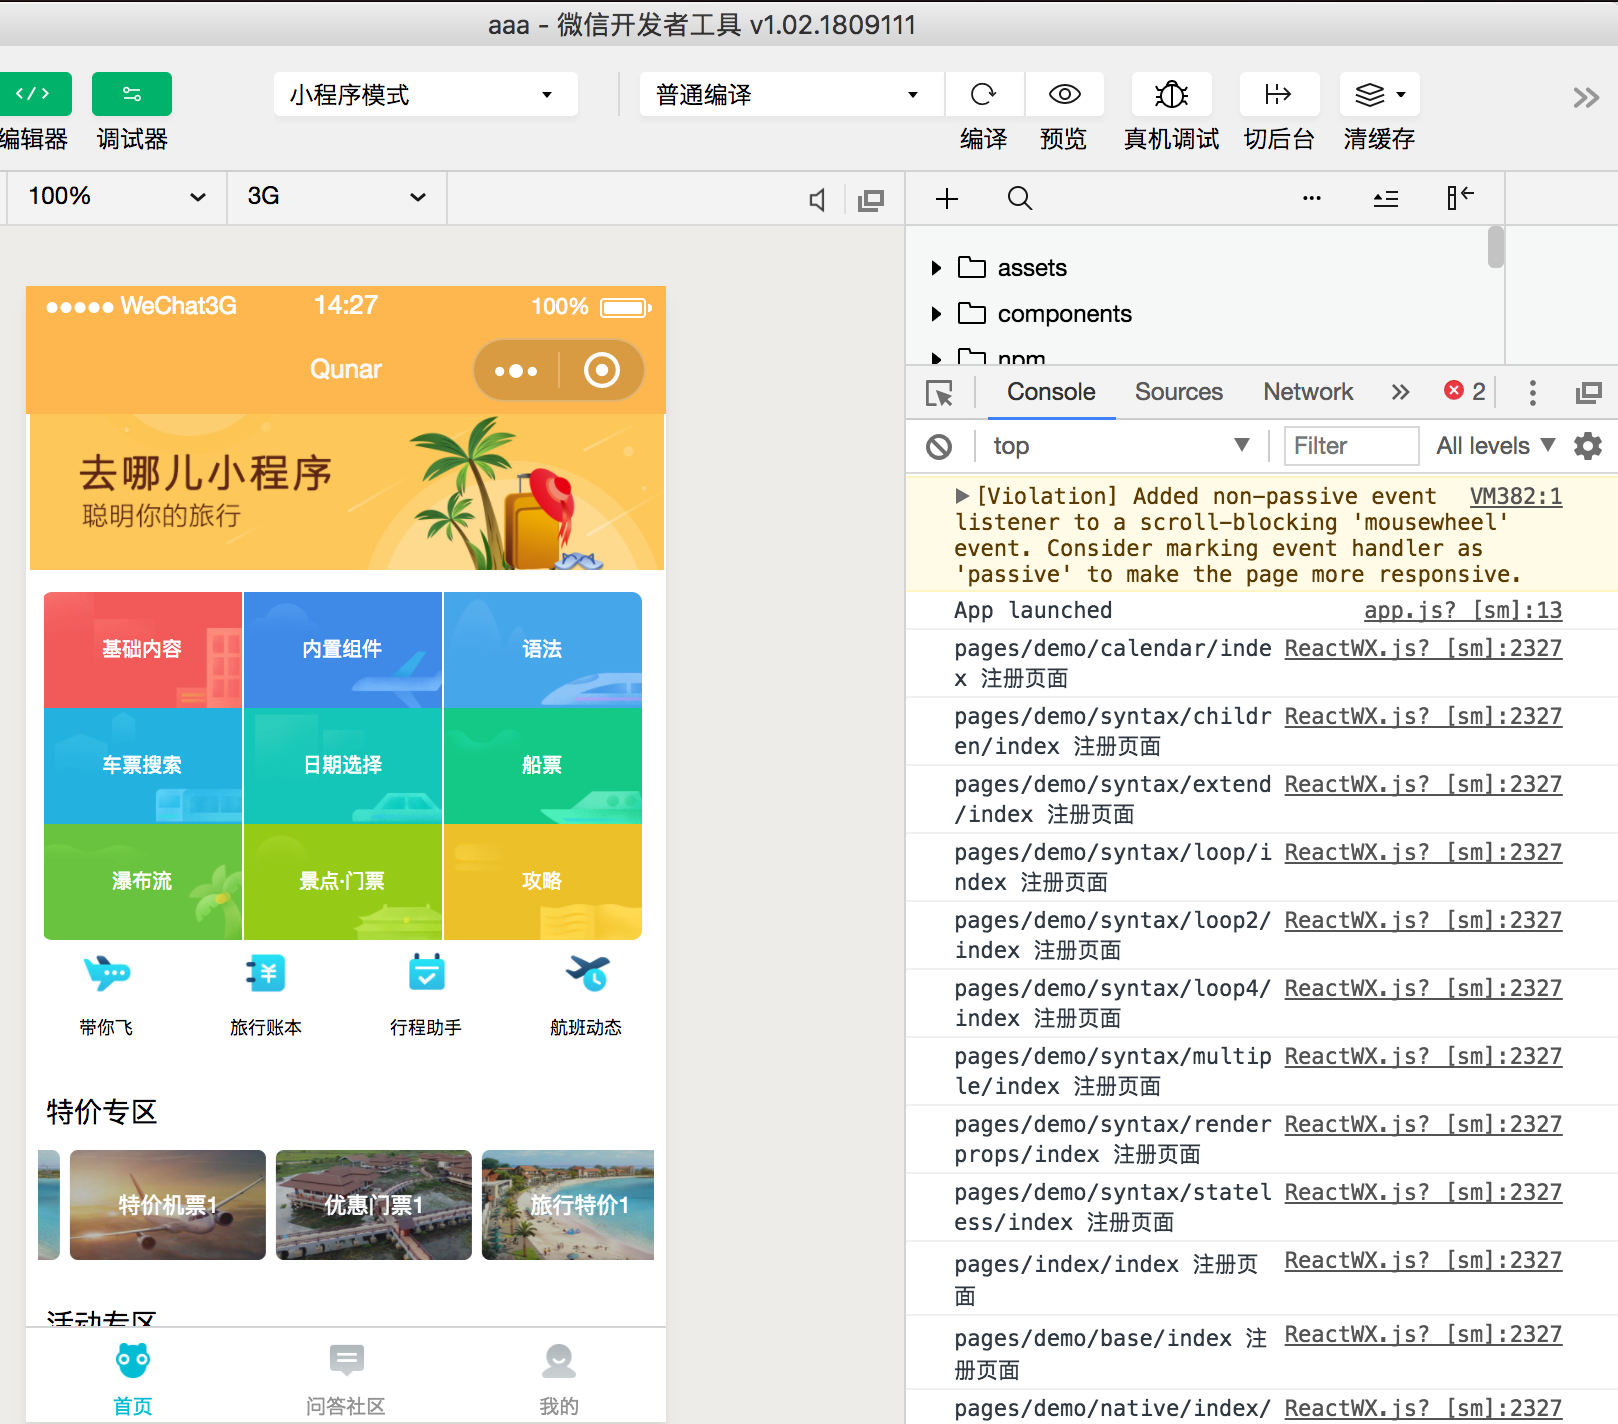 aaa - 微信开发者工具 v1.02.1809111
小程序模式
普通编译
编辑器
调试器
编译
预览
真机调试
切后台
清缓存
100%
3G
WeChat3G
14:27
100%
Qunar
去哪儿小程序
聪明你的旅行
基础内容
内置组件
语法
车票搜索
日期选择
船票
瀑布流
景点·门票
攻略
带你飞
旅行账本
行程助手
航班动态
特价专区
特价机票1
优惠门票1
旅行特价1
活动专区
首页
问答社区
我的
assets
components
npm
Console
Sources
Network
2
top
Filter
All levels
[Violation] Added non-passive event VM382:1
listener to a scroll-blocking 'mousewheel'
event. Consider marking event handler as
'passive' to make the page more responsive.
App launched app.js? [sm]:13
pages/demo/calendar/inde ReactWX.js? [sm]:2327
x 注册页面
pages/demo/syntax/childr ReactWX.js? [sm]:2327
en/index 注册页面
pages/demo/syntax/extend ReactWX.js? [sm]:2327
/index 注册页面
pages/demo/syntax/loop/i ReactWX.js? [sm]:2327
ndex 注册页面
pages/demo/syntax/loop2/ ReactWX.js? [sm]:2327
index 注册页面
pages/demo/syntax/loop4/ ReactWX.js? [sm]:2327
index 注册页面
pages/demo/syntax/multip ReactWX.js? [sm]:2327
le/index 注册页面
pages/demo/syntax/render ReactWX.js? [sm]:2327
props/index 注册页面
pages/demo/syntax/statel ReactWX.js? [sm]:2327
ess/index 注册页面
pages/index/index 注册页 ReactWX.js? [sm]:2327
面
pages/demo/base/index 注 ReactWX.js? [sm]:2327
册页面
pages/demo/native/index/ ReactWX.js? [sm]:2327